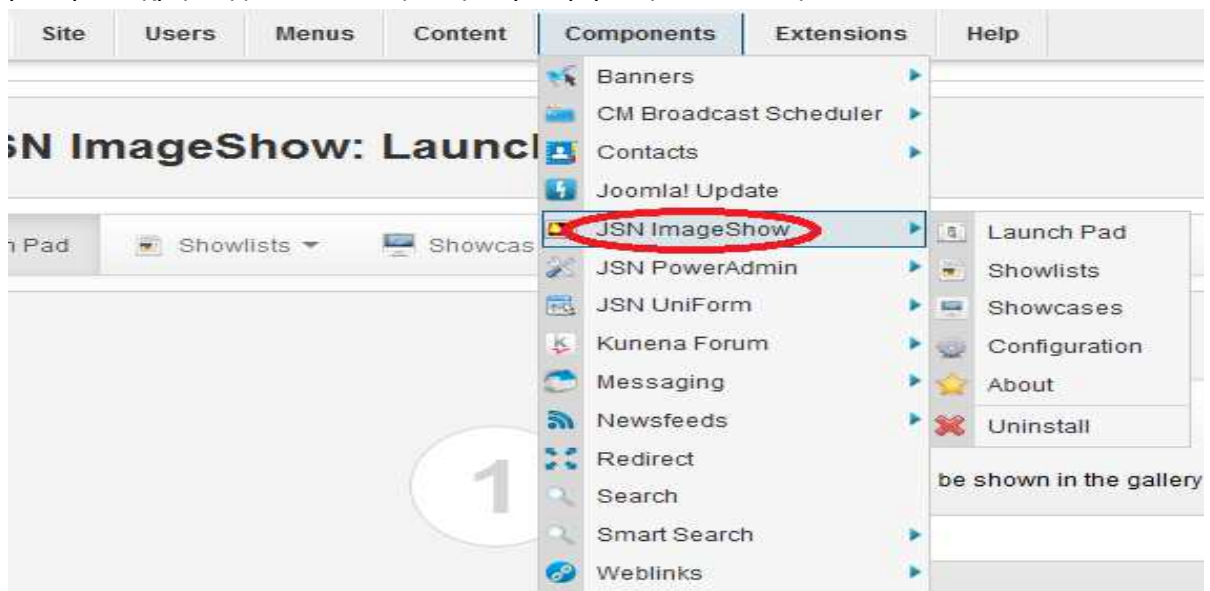 Site Users Menus Content Components Extensions Help
SN ImageShow: Launc
Pad Showlists Showcas
Banners
CM Broadcast Scheduler
Contacts
Joomla! Update
JSN ImageShow
JSN PowerAdmin
JSN UniForm
Kunena Forum
Messaging
Newsfeeds
Redirect
Search
Smart Search
Weblinks
Launch Pad
Showlists
Showcases
Configuration
About
Uninstall
1
be shown in the gallery